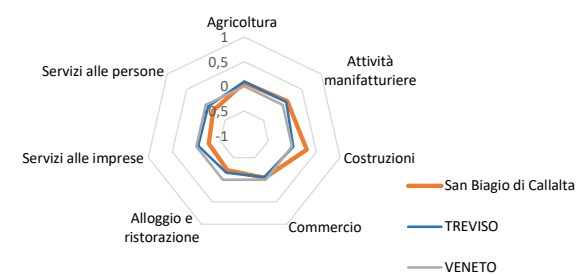 Agricoltura
1
0,5
0
-0,5
-1
Attività
manifatturiere
Costruzioni
Commercio
Alloggio e
ristorazione
Servizi alle imprese
Servizi alle persone
San Biagio di Callalta
TREVISO
VENETO